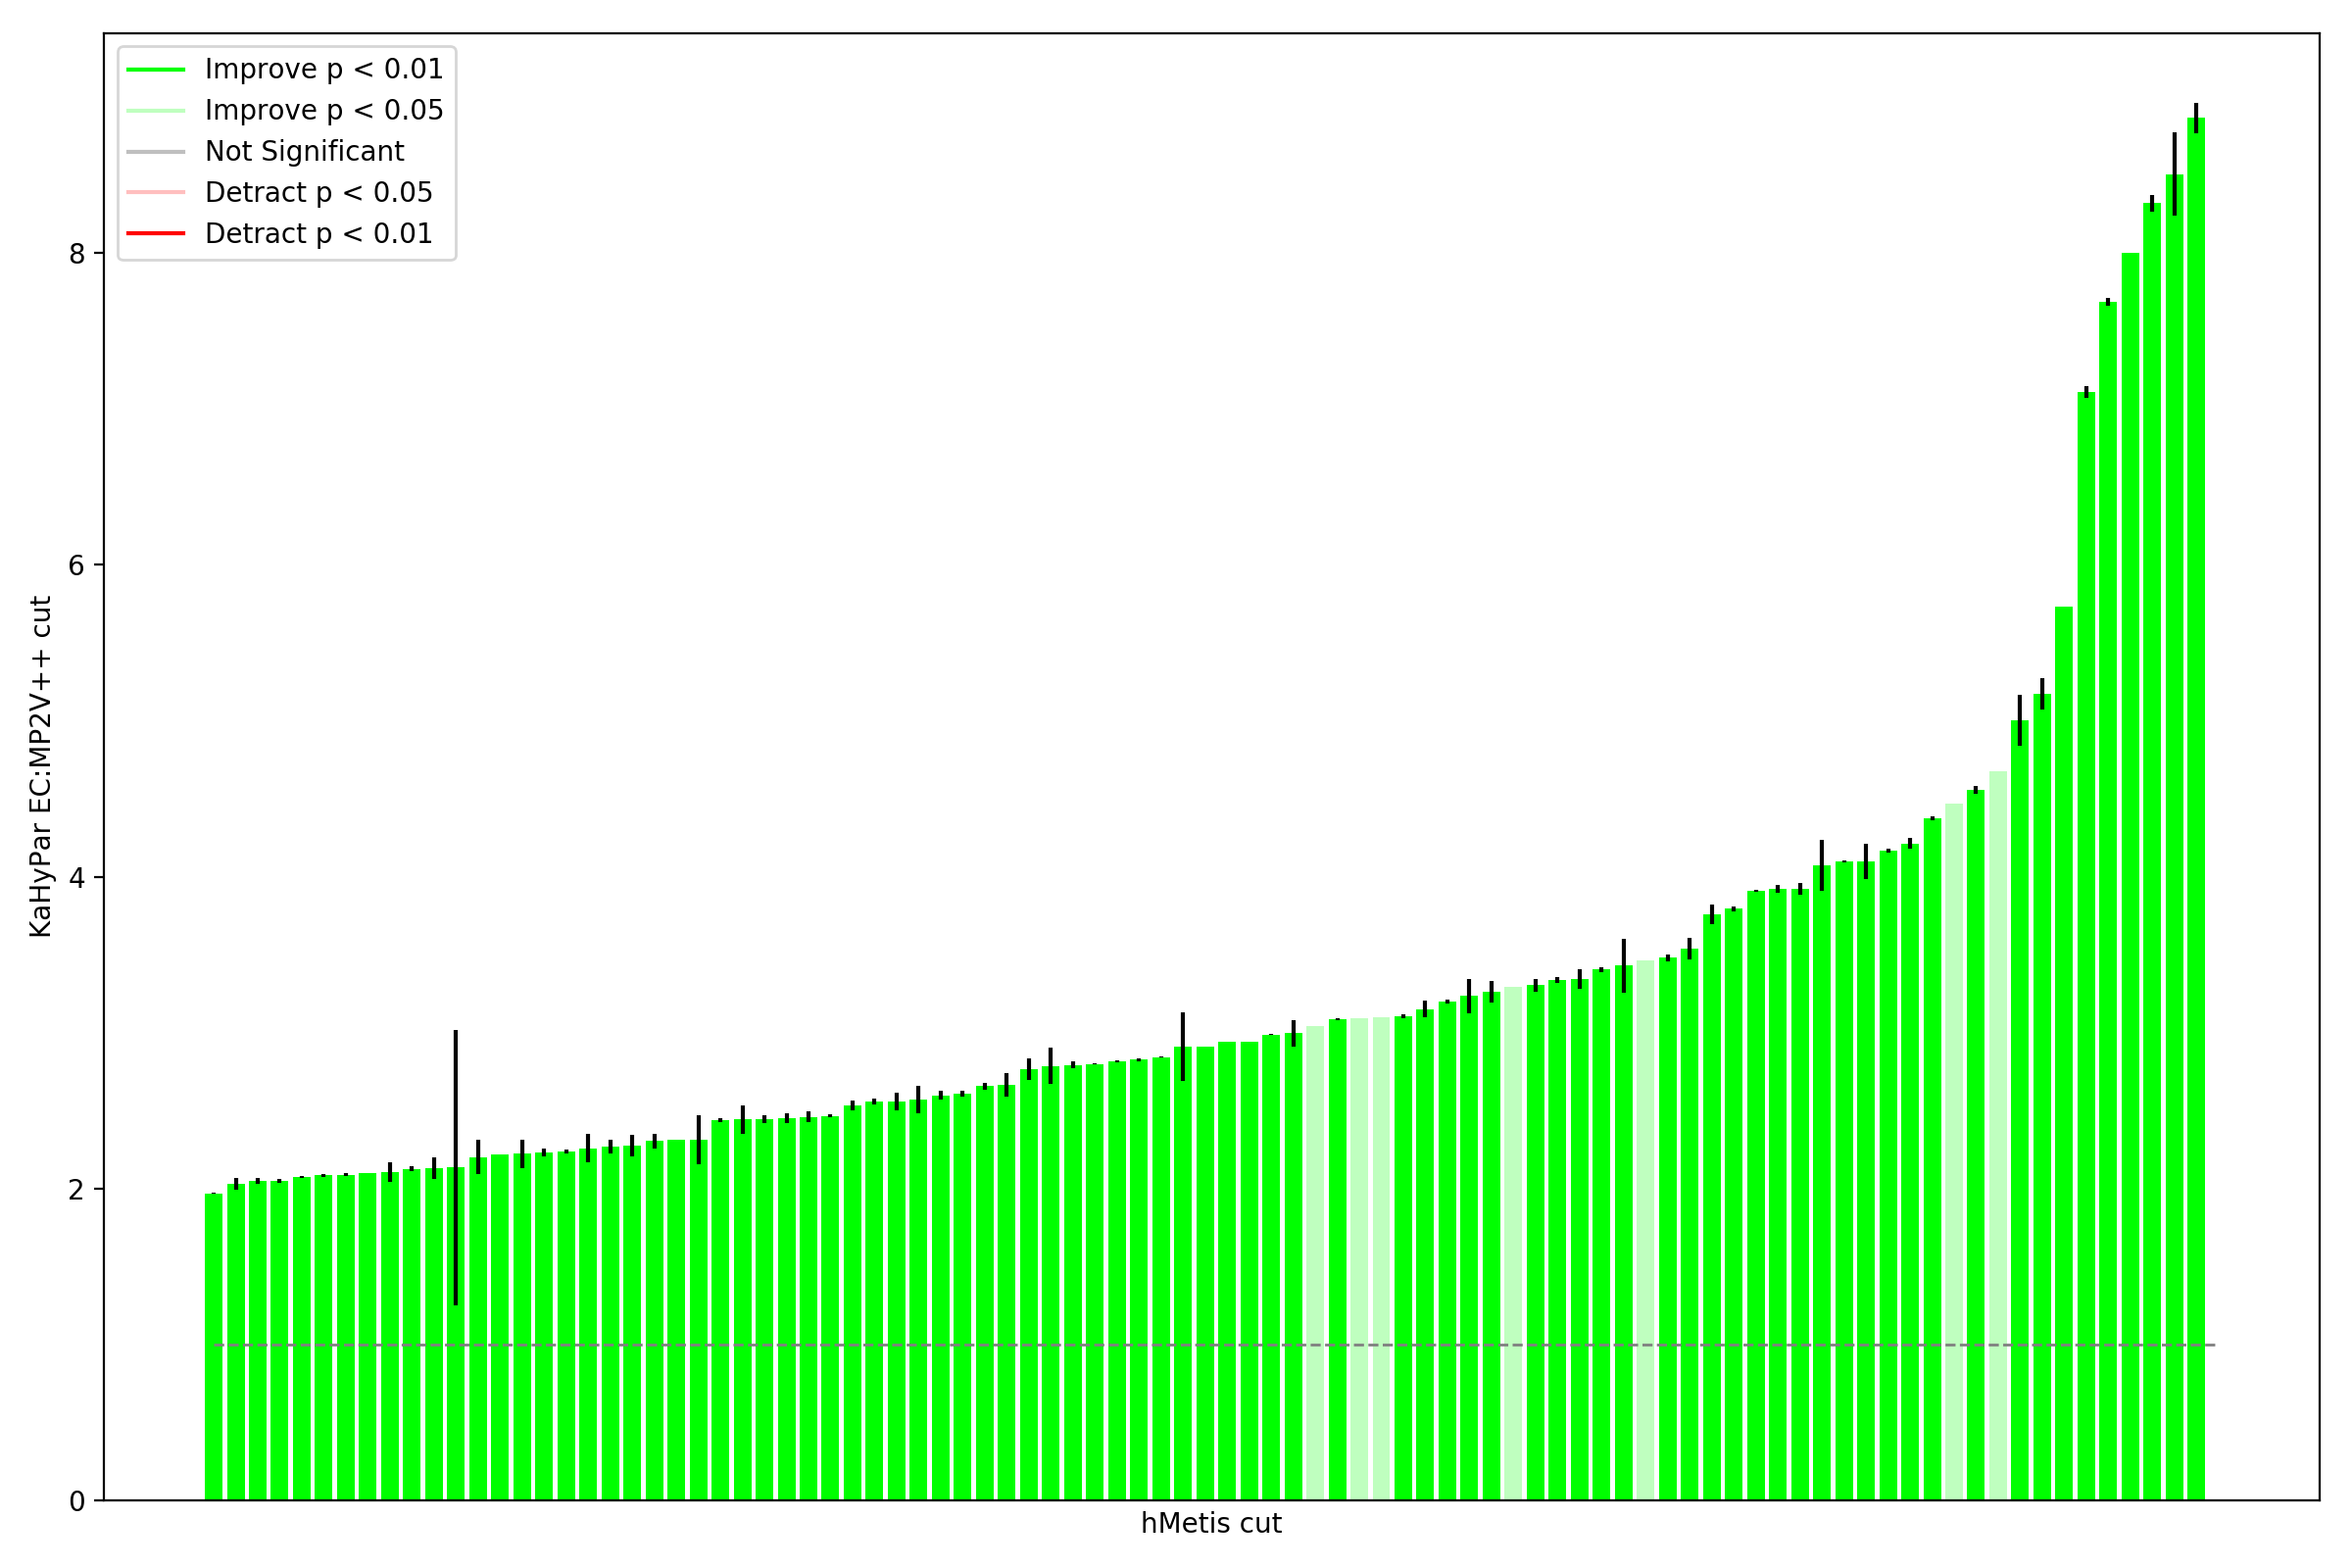 Improve p < 0.01
Improve p < 0.05
Not Significant
Detract p < 0.05
Detract p < 0.01
8
6
4
2
0
KaHyPar EC:MP2V++ cut
hMetis cut